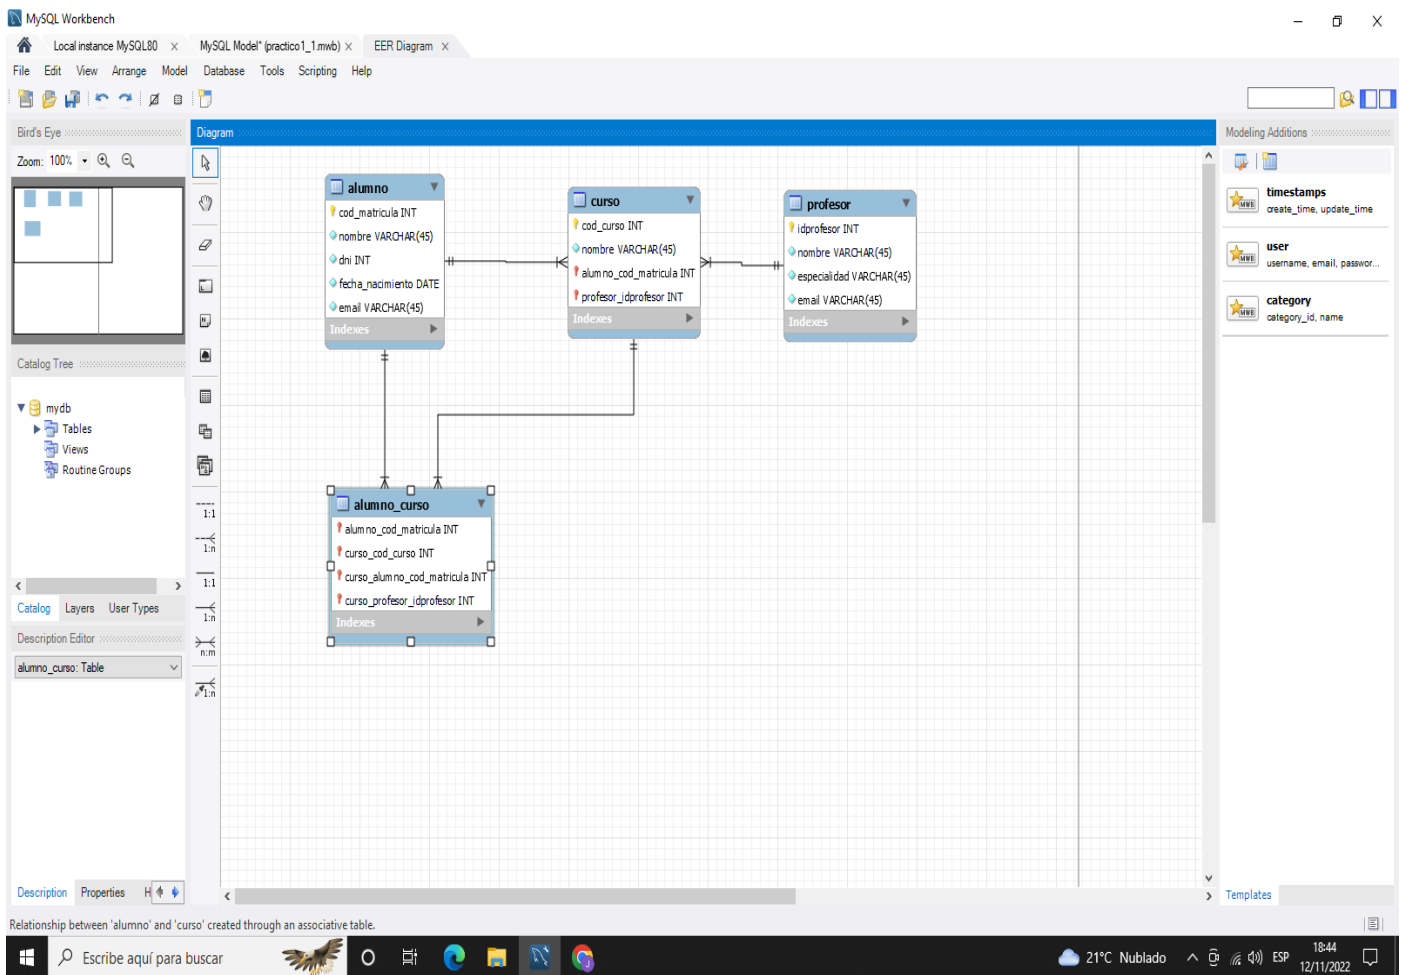 MySQL Workbench
Local instance MySQL80
MySQL Model* (practico1_1.mwb)
EER Diagram
File Edit View Arrange Model Database Tools Scripting Help
Bird's Eye
Zoom: 100%
Diagram
Modeling Additions
timestamps
create_time, update_time
user
username, email, passwor...
category
category_id, name
alumno
cod_matricula INT
nombre VARCHAR(45)
dni INT
fecha_nacimiento DATE
email VARCHAR(45)
Indexes
curso
cod_curso INT
nombre VARCHAR(45)
alumno_cod_matricula INT
profesor_idprofesor INT
Indexes
profesor
idprofesor INT
nombre VARCHAR(45)
especialidad VARCHAR(45)
email VARCHAR(45)
Indexes
Catalog Tree
mydb
Tables
Views
Routine Groups
1:1
1:n
1:1
1:n
n:m
1:n
alumno_curso
alumno_cod_matricula INT
curso_cod_curso INT
curso_alumno_cod_matricula INT
curso_profesor_idprofesor INT
Indexes
Catalog Layers User Types
Description Editor
alumno_curso: Table
Description Properties H
Templates
Relationship between 'alumno' and 'curso' created through an associative table.
Escribe aquí para buscar
21°C Nublado
ESP
18:44
12/11/2022